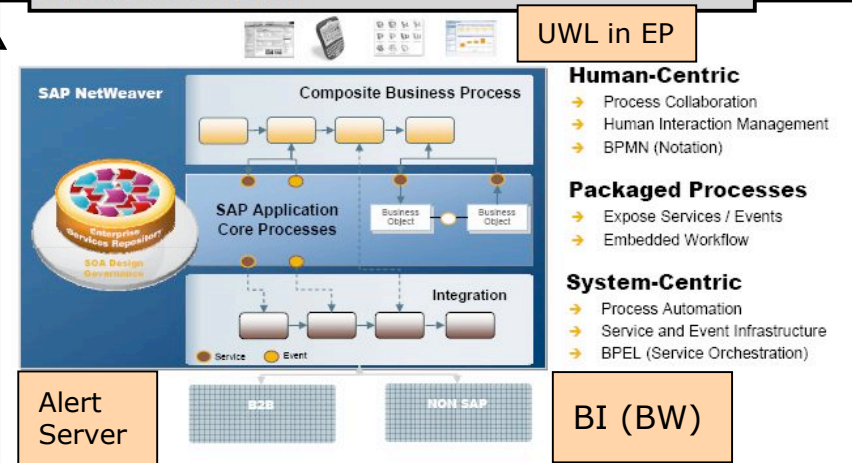 UWL in EP
SAP NetWeaver
Composite Business Process
Enterprise
Services Repository
SOA Design
Governance
SAP Application
Core Processes
Business
Object
Business
Object
Integration
Service
Event
Human-Centric
Process Collaboration
Human Interaction Management
BPMN (Notation)
Packaged Processes
Expose Services / Events
Embedded Workflow
System-Centric
Process Automation
Service and Event Infrastructure
BPEL (Service Orchestration)
Alert
Server
B2B
NON SAP
BI (BW)